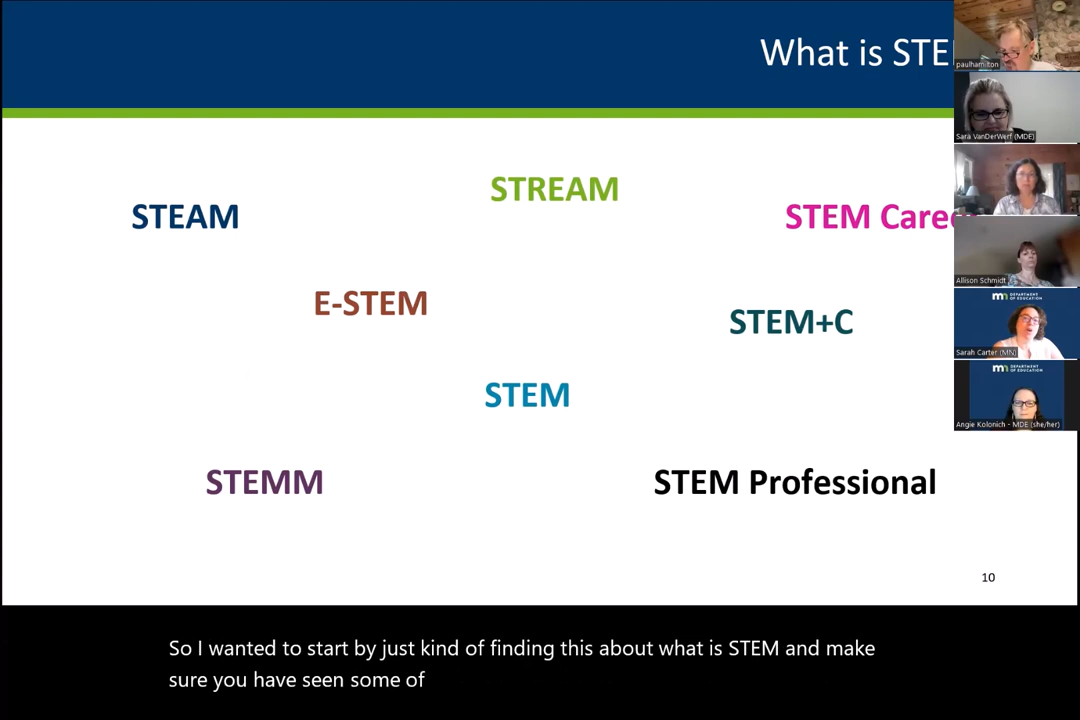 What is STE
STREAM
STEAM
STEM Caree
E-STEM
STEM+C
STEM
STEMM
STEM Professional
10
paulhamilton
Sara VanDerWerf (MDE)
Allison Schmidt
DEPARTMENT
OF EDUCATION
Sarah Carter (MN)
DEPARTMENT
OF EDUCATION
Angie Kolonich - MDE (she/her)
So I wanted to start by just kind of finding this about what is STEM and make
sure you have seen some of